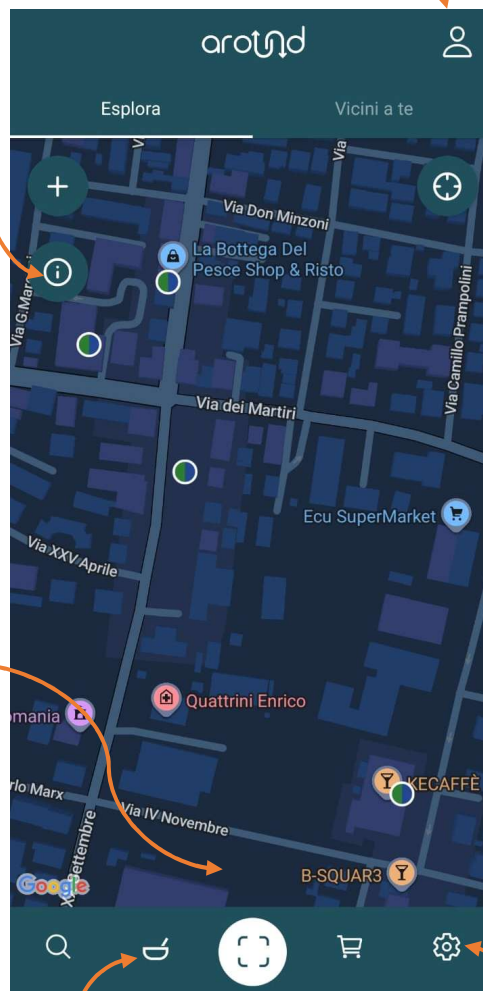 around
Esplora
Vicini a te
Via
Via Don Minzoni
La Bottega Del
Pesce Shop & Risto
Via Camillo Prampolini
Via dei Martiri
Ecu SuperMarket
Via XXV Aprile
Quattrini Enrico
omania
KECAFFÈ
rlo Marx
Via IV Novembre
B-SQUAR3
Google